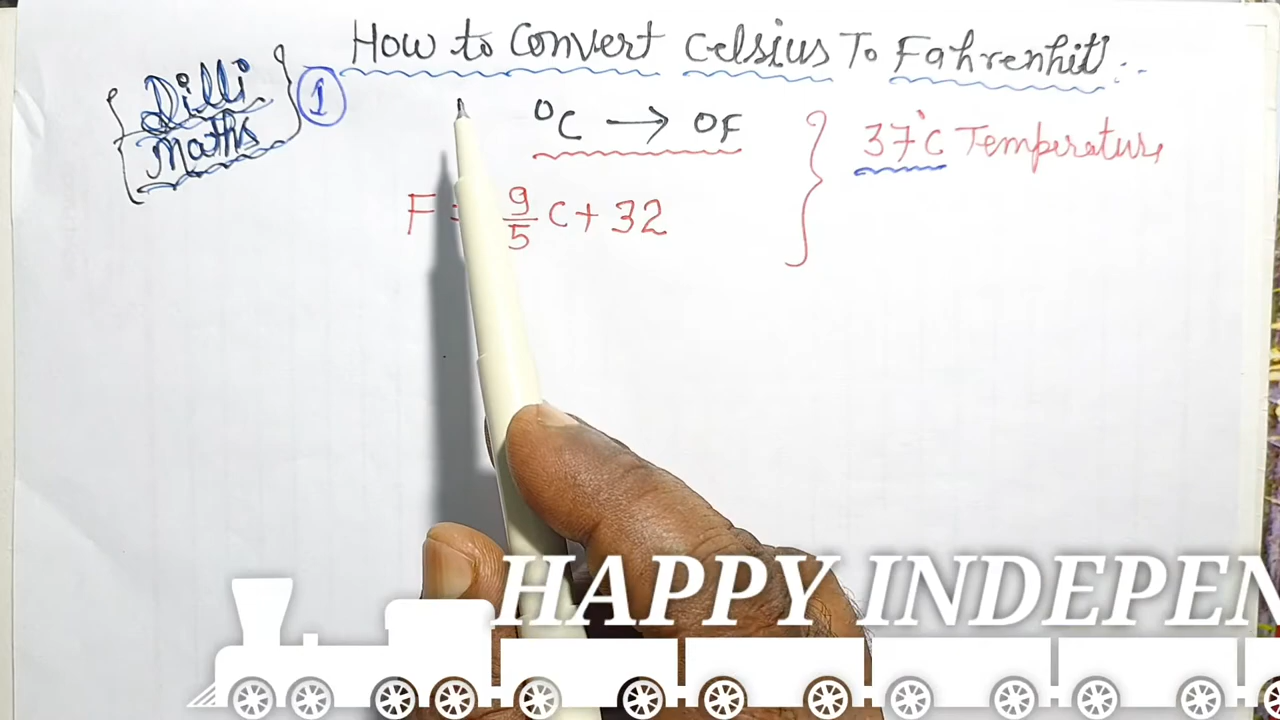 How to Convert Celsius To Fahrenhit..
Dilli
Maths
1
°C → °F
37°C Temperature
F = 9/5 C + 32
HAPPY INDEPEN